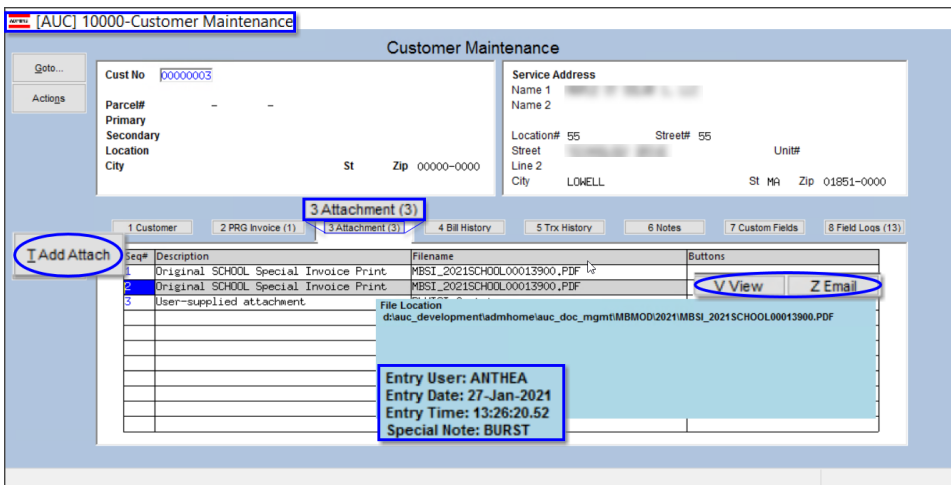 [AUC] 10000-Customer Maintenance
Customer Maintenance
Goto...
Actions
Cust No 00000003
Parcel# – –
Primary
Secondary
Location
City St Zip 00000-0000
Service Address
Name 1
Name 2
Location# 55 Street# 55
Street Unit#
Line 2
City LOWELL St MA Zip 01851-0000
3 Attachment (3)
1 Customer 2 PRG Invoice (1) 3 Attachment (3) 4 Bill History 5 Trx History 6 Notes 7 Custom Fields 8 Field Logs (13)
T Add Attach
Seq# Description Filename Buttons
1 Original SCHOOL Special Invoice Print MBSI_2021SCHOOL00013900.PDF
2 Original SCHOOL Special Invoice Print MBSI_2021SCHOOL00013900.PDF V View Z Email
3 User-supplied attachment
File Location
d:\auc_development\admhome\auc_doc_mgmt\MBMOD\2021\MBSI_2021SCHOOL00013900.PDF
Entry User: ANTHEA
Entry Date: 27-Jan-2021
Entry Time: 13:26:20.52
Special Note: BURST